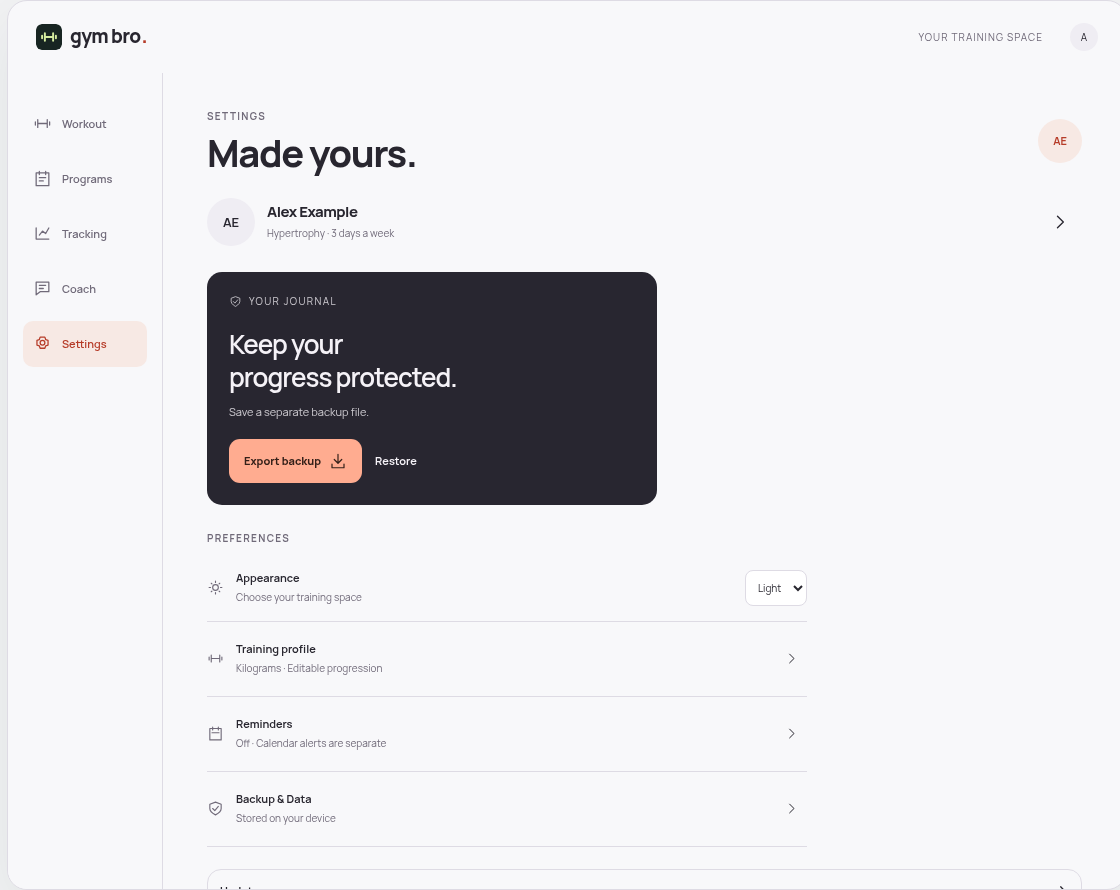 gym bro.
YOUR TRAINING SPACE
A
Workout
Programs
Tracking
Coach
Settings
SETTINGS
Made yours.
AE
AE
Alex Example
Hypertrophy · 3 days a week
YOUR JOURNAL
Keep your
progress protected.
Save a separate backup file.
Export backup
Restore
PREFERENCES
Appearance
Choose your training space
Light
Training profile
Kilograms · Editable progression
Reminders
Off · Calendar alerts are separate
Backup & Data
Stored on your device